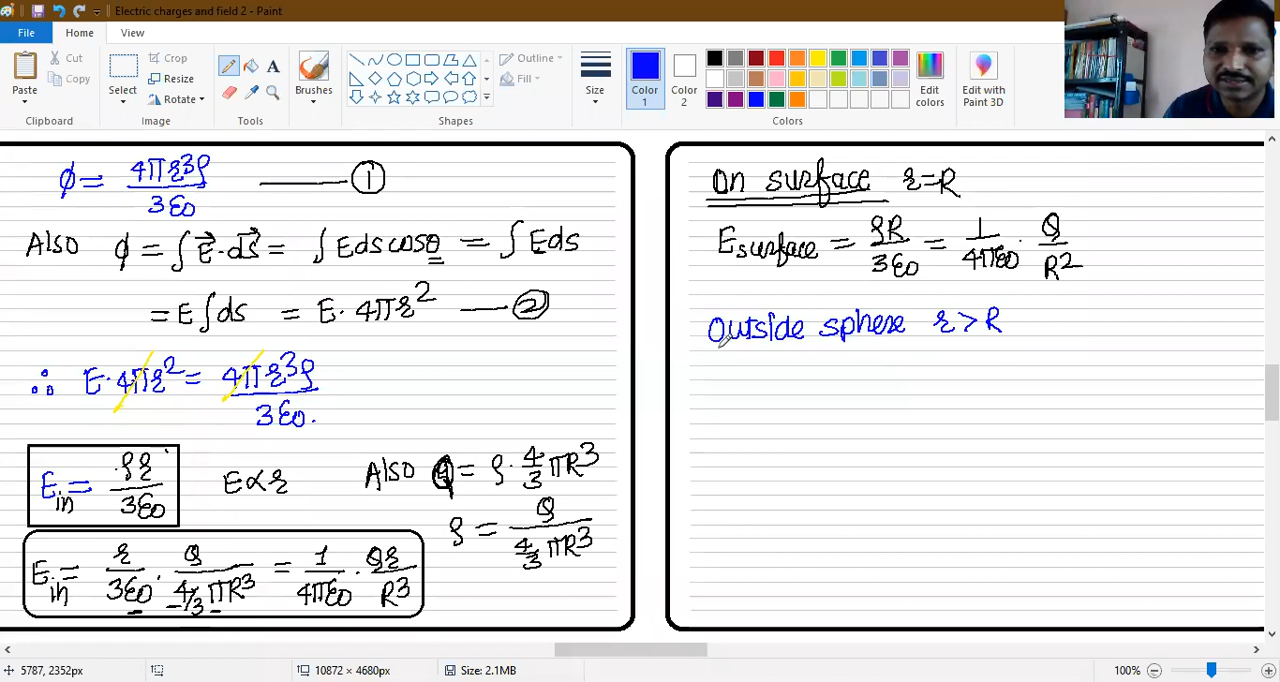 Electric charges and field 2 - Paint
File Home View
Paste Cut Copy Clipboard
Select Crop Resize Rotate Image
Tools
Brushes
Outline Fill Shapes
Size
Color 1 Color 2 Edit colors Colors
Edit with Paint 3D
ϕ = 4πr³ρ / 3ε0 ——— ①
Also ϕ = ∫ E⃗ · dS⃗ = ∫ E ds cosθ = ∫ E ds
= E ∫ ds = E · 4πr² — ②
∴ E · 4πr² = 4πr³ρ / 3ε0.
E in = ρr / 3ε0 E ∝ r Also Q = ρ · 4/3 πR³
ρ = Q / 4/3 πR³
E in = r / 3ε0 · Q / 4/3 πR³ = 1 / 4πε0 · Qr / R³
On surface r=R
E surface = ρR / 3ε0 = 1 / 4πε0 · Q / R²
Outside sphere r > R
5787, 2352px 10872 × 4680px Size: 2.1MB 100%